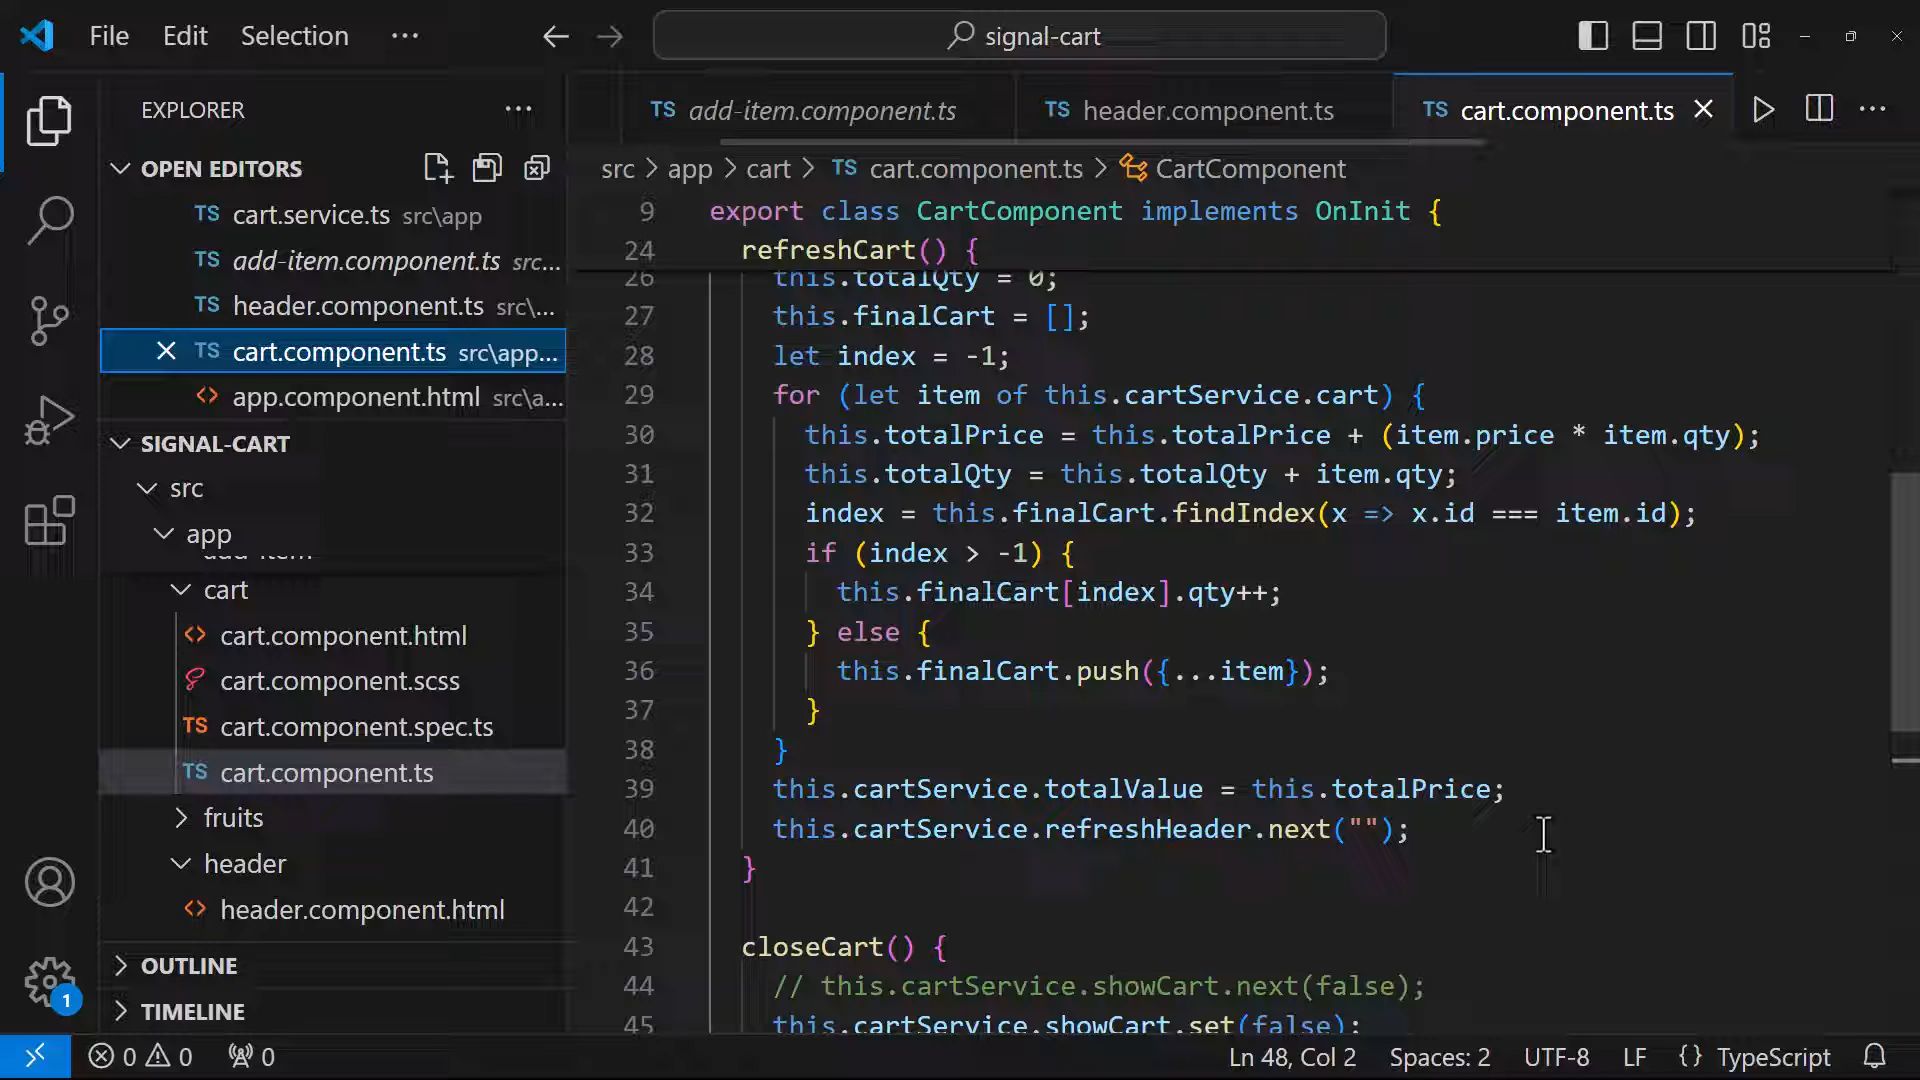 File Edit Selection ··· signal-cart
EXPLORER ···
OPEN EDITORS
TS cart.service.ts src\app
TS add-item.component.ts src...
TS header.component.ts src\...
TS cart.component.ts src\app...
<> app.component.html src\a...
SIGNAL-CART
src
app
add-item
cart
<> cart.component.html
cart.component.scss
TS cart.component.spec.ts
TS cart.component.ts
fruits
header
<> header.component.html
OUTLINE
TIMELINE
1
TS add-item.component.ts TS header.component.ts TS cart.component.ts
src > app > cart > TS cart.component.ts > CartComponent
9 export class CartComponent implements OnInit {
24 refreshCart() {
26 this.totalQty = 0;
27 this.finalCart = [];
28 let index = -1;
29 for (let item of this.cartService.cart) {
30 this.totalPrice = this.totalPrice + (item.price * item.qty);
31 this.totalQty = this.totalQty + item.qty;
32 index = this.finalCart.findIndex(x => x.id === item.id);
33 if (index > -1) {
34 this.finalCart[index].qty++;
35 } else {
36 this.finalCart.push({...item});
37 }
38 }
39 this.cartService.totalValue = this.totalPrice;
40 this.cartService.refreshHeader.next("");
41 }
42
43 closeCart() {
44 // this.cartService.showCart.next(false);
45 this.cartService.showCart.set(false);
0 0 0 Ln 48, Col 2 Spaces: 2 UTF-8 LF {} TypeScript